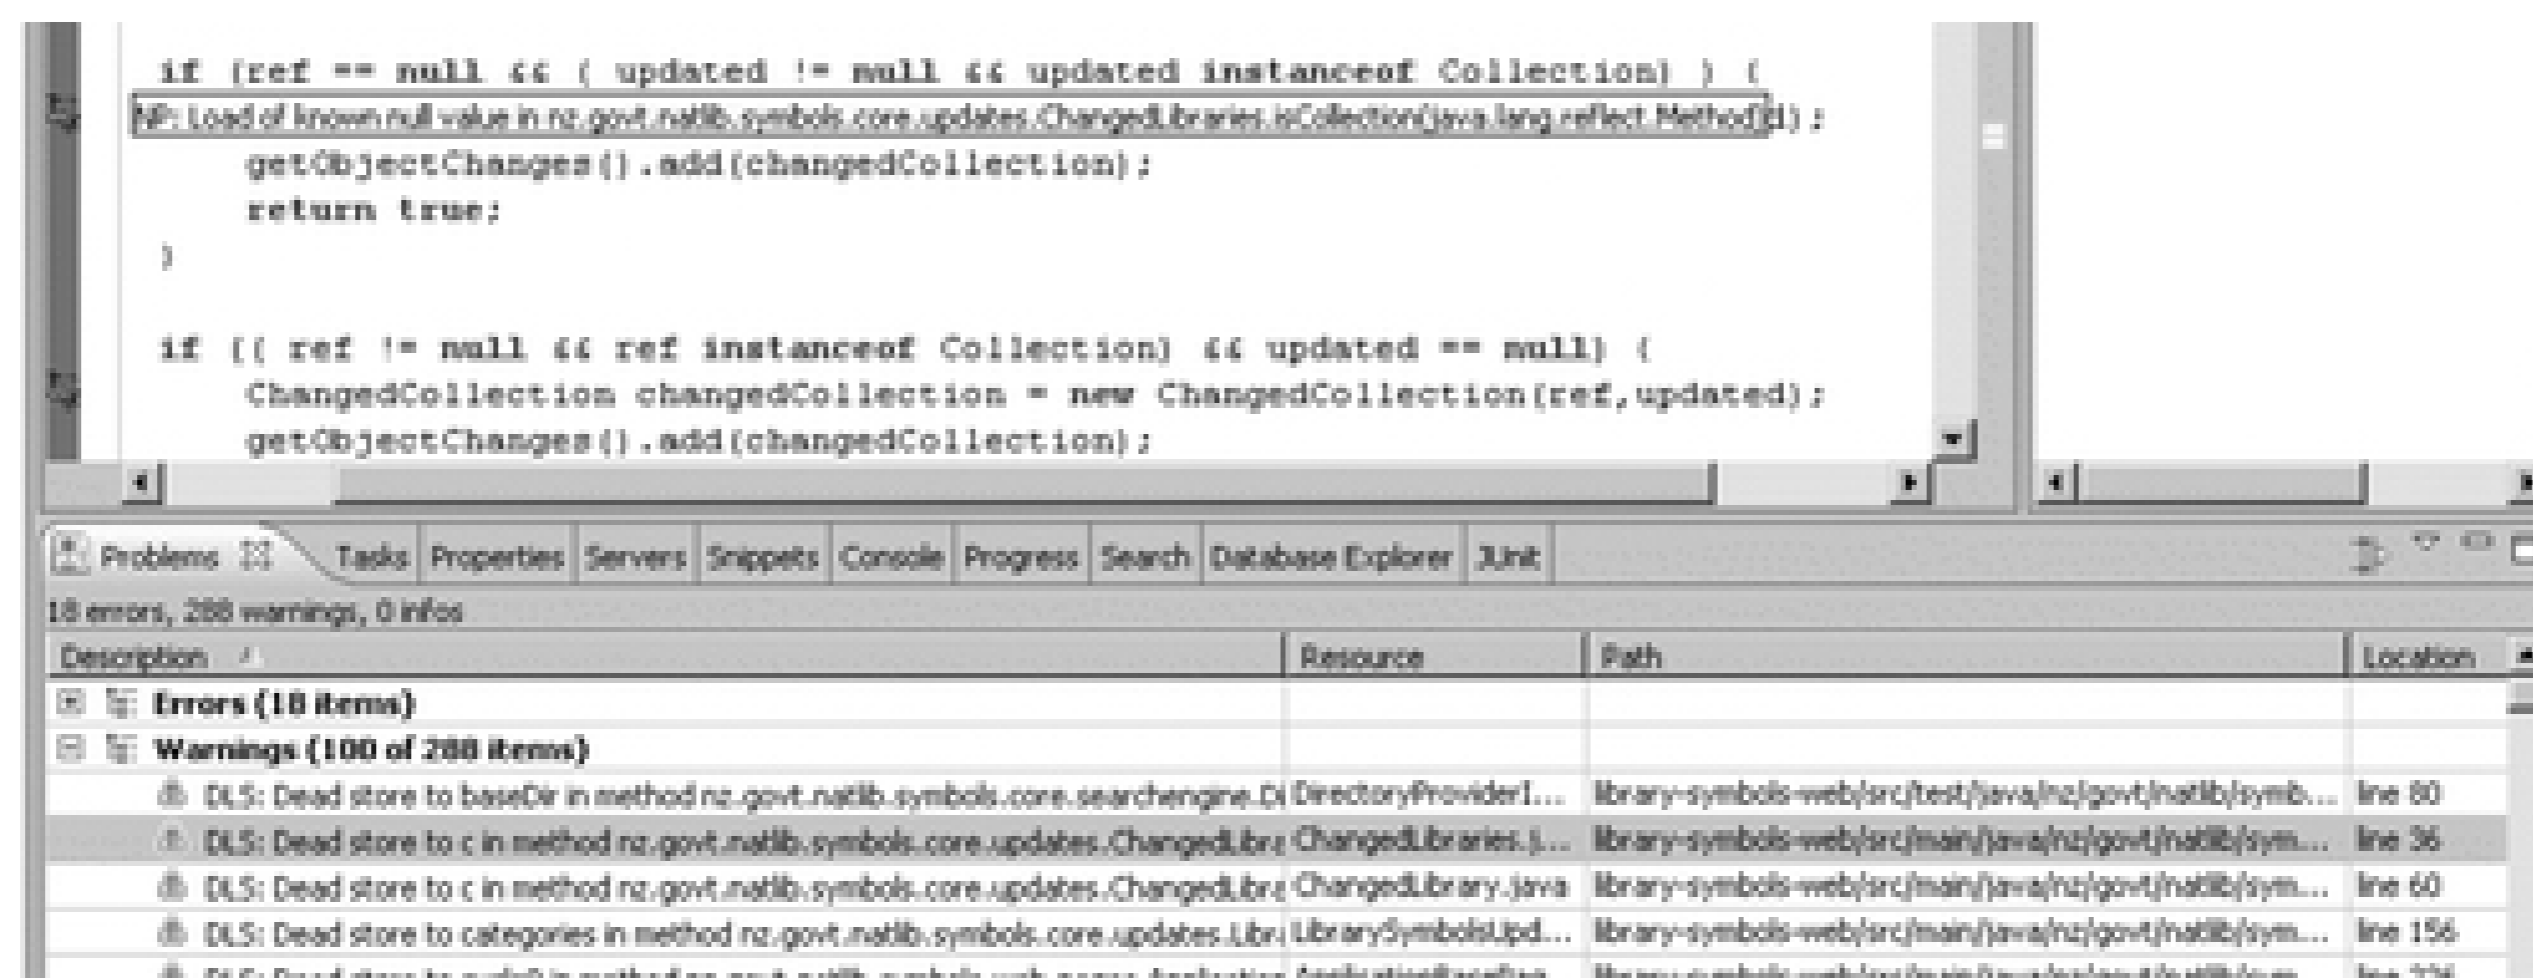 if (ref == null && ( updated != null && updated instanceof Collection) ) {
NP: Load of known null value in nz.govt.natlib.symbols.core.updates.ChangedLibraries.isCollection(java.lang.reflect.Method) d);
getObjectChanges().add(changedCollection);
return true;
}
if (( ref != null && ref instanceof Collection) && updated == null) {
ChangedCollection changedCollection = new ChangedCollection(ref,updated);
getObjectChanges().add(changedCollection);
Problems Tasks Properties Servers Snippets Console Progress Search Database Explorer JUnit
18 errors, 288 warnings, 0 infos
Description Resource Path Location
Errors (18 items)
Warnings (100 of 288 items)
DLS: Dead store to baseDir in method nz.govt.natlib.symbols.core.searchengine.Di DirectoryProviderI... library-symbols-web/src/test/java/nz/govt/natlib/symb... line 80
DLS: Dead store to c in method nz.govt.natlib.symbols.core.updates.ChangedLibra ChangedLibraries.j... library-symbols-web/src/main/java/nz/govt/natlib/sym... line 36
DLS: Dead store to c in method nz.govt.natlib.symbols.core.updates.ChangedLibra ChangedLibrary.java library-symbols-web/src/main/java/nz/govt/natlib/sym... line 60
DLS: Dead store to categories in method nz.govt.natlib.symbols.core.updates.Libra LibrarySymbolsUpd... library-symbols-web/src/main/java/nz/govt/natlib/sym... line 156